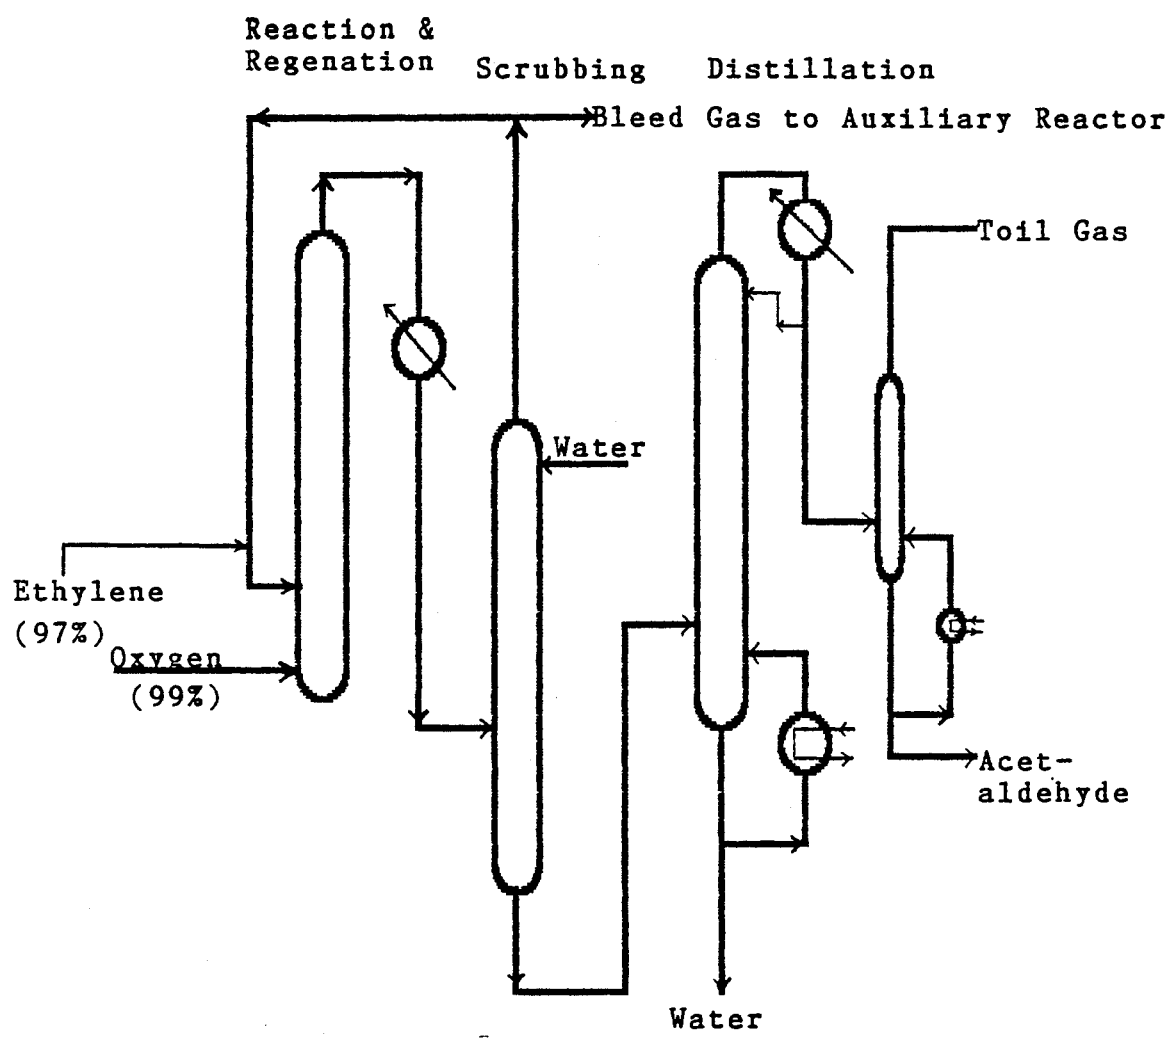 Reaction &
Regenation
Scrubbing
Distillation
Bleed Gas to Auxiliary Reactor
Toil Gas
Water
Ethylene
(97%)
Oxygen
(99%)
Acet-
aldehyde
Water